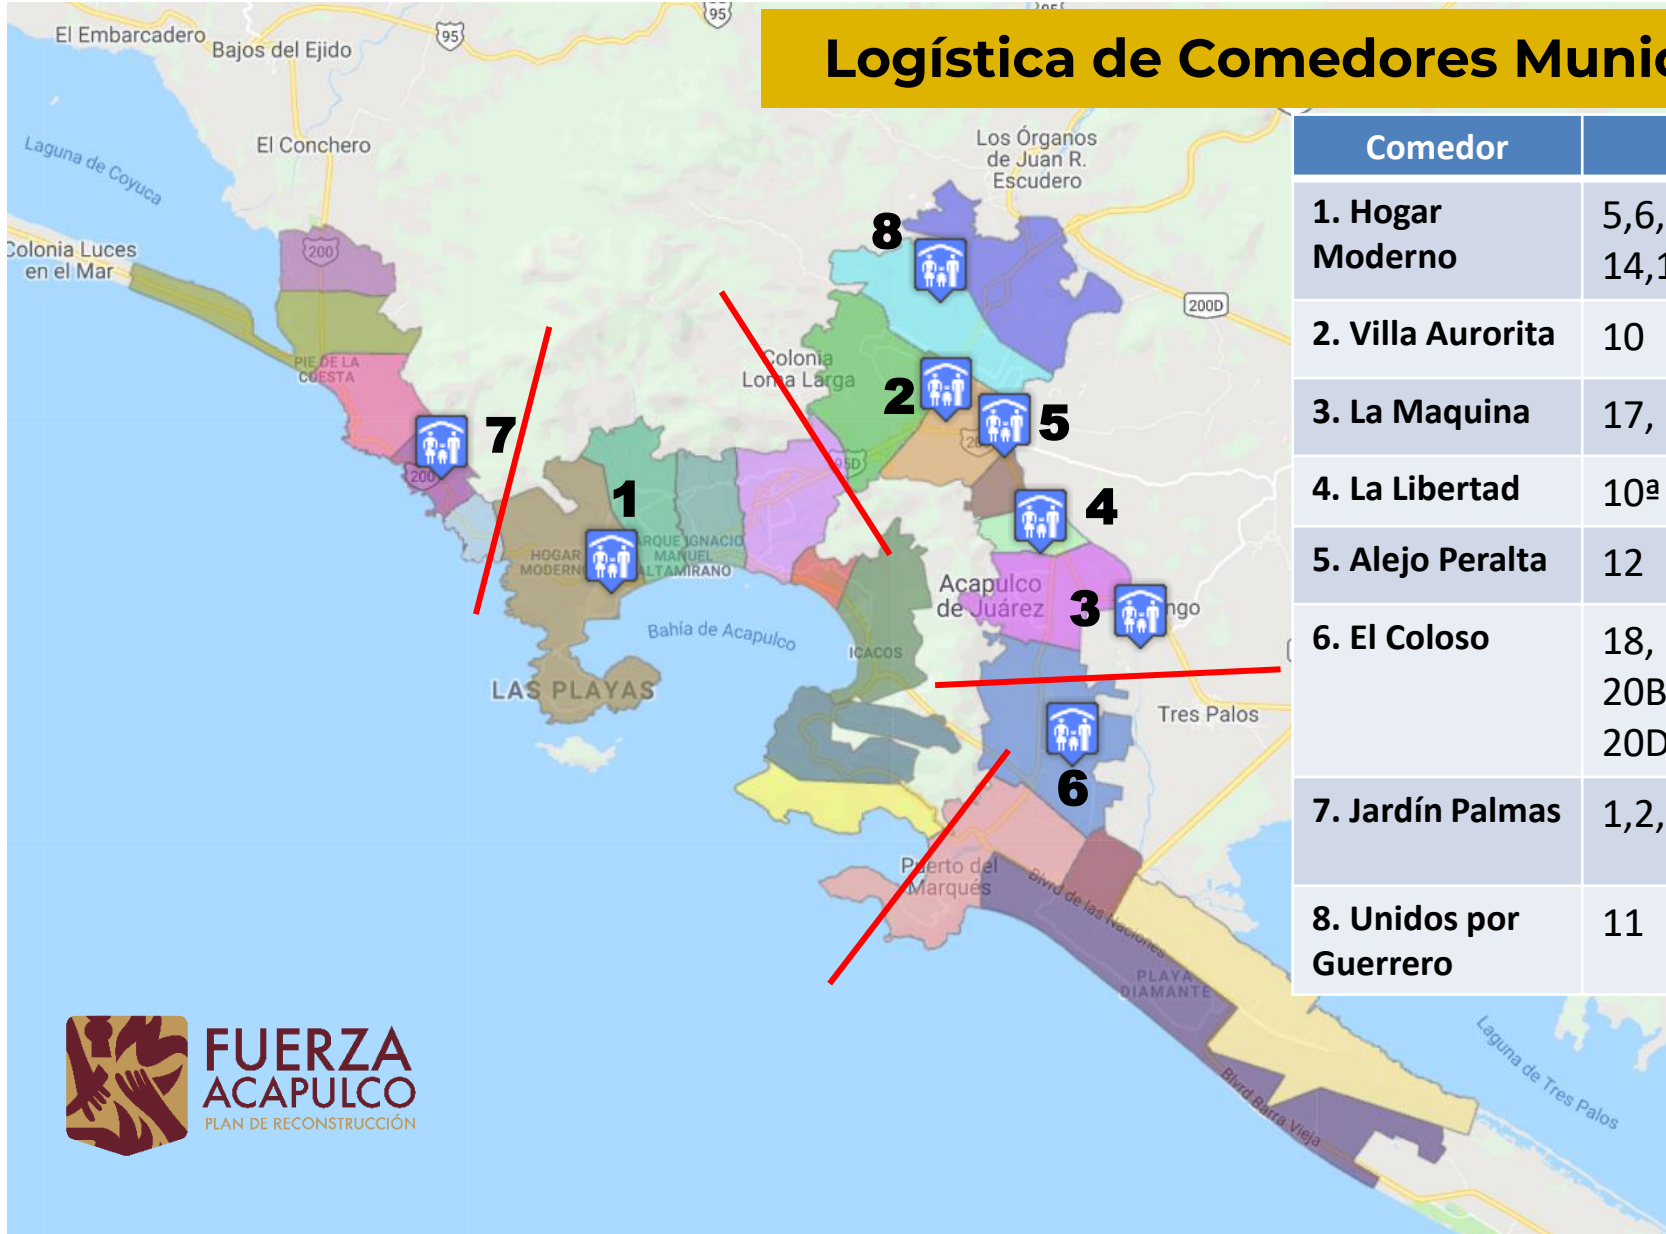 Logística de Comedores Munic
El Embarcadero
Bajos del Ejido
95
95
Laguna de Coyuca
El Conchero
Los Órganos
de Juan R.
Escudero
Colonia Luces
en el Mar
200
200D
8
PIE DE LA
CUESTA
Colonia
Loma Larga
2
5
7
200
95D
1
4
HOGAR
MODERNO
PARQUE IGNACIO
MANUEL
ALTAMIRANO
Acapulco
de Juárez
3
ngo
Bahía de Acapulco
ICACOS
LAS PLAYAS
Tres Palos
6
Puerto del
Marqués
Blvrd de las Naciones
PLAYA
DIAMANTE
Blvrd Barra Vieja
Laguna de Tres Palos
Comedor
1. Hogar
Moderno
5,6,
14,1
2. Villa Aurorita
10
3. La Maquina
17,
4. La Libertad
10ª
5. Alejo Peralta
12
6. El Coloso
18,
20B
20D
7. Jardín Palmas
1,2,
8. Unidos por
Guerrero
11
FUERZA
ACAPULCO
PLAN DE RECONSTRUCCIÓN